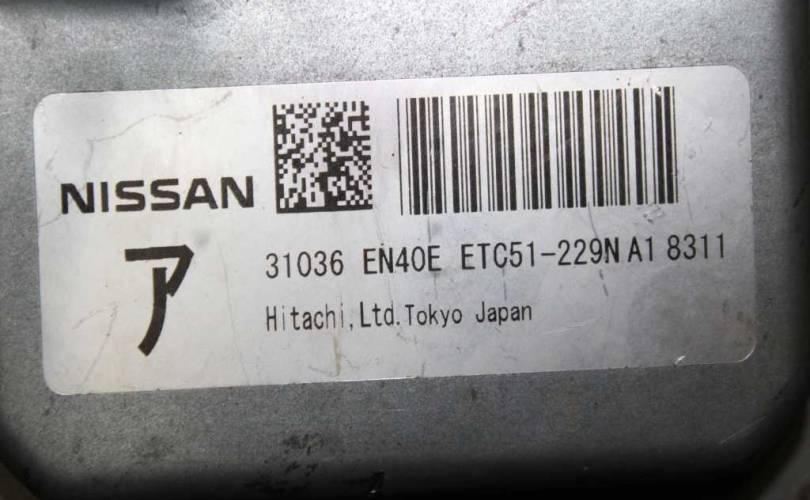 NISSAN
ア
31036 EN40E ETC51-229N A1 8311
Hitachi,Ltd.Tokyo Japan